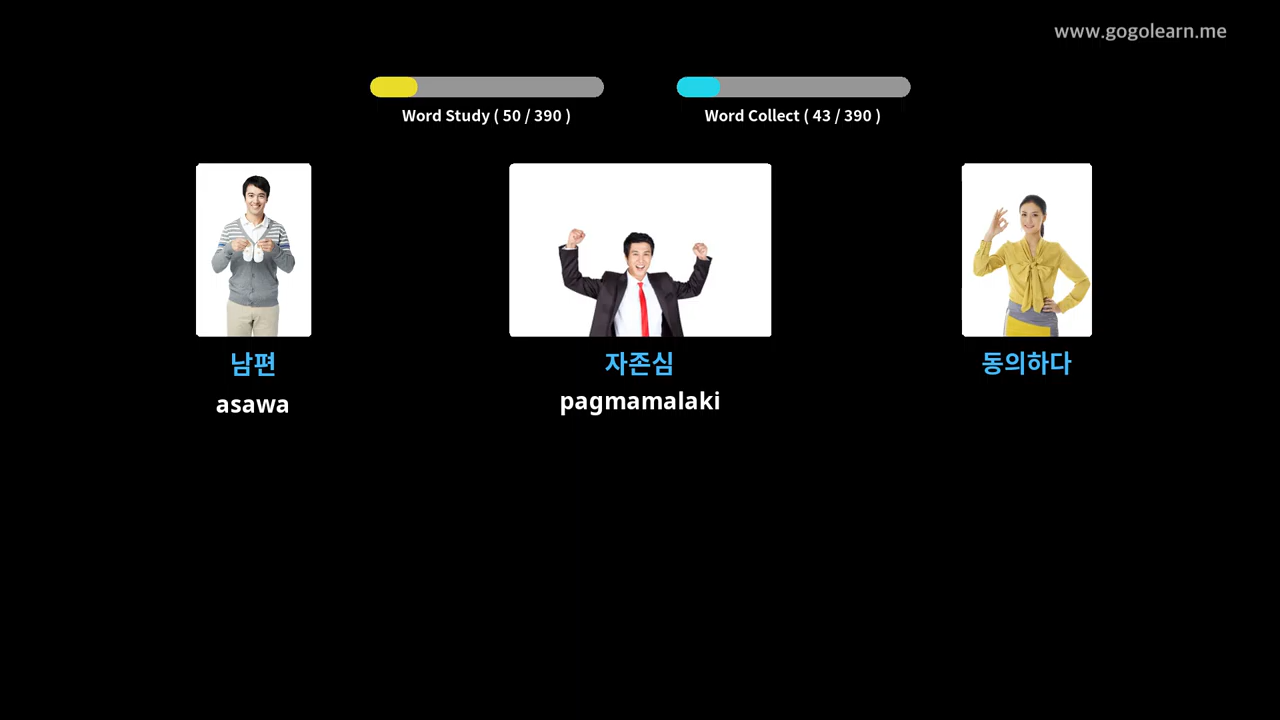 www.gogolearn.me
Word Study ( 50 / 390 )
Word Collect ( 43 / 390 )
남편
자존심
동의하다
asawa
pagmamalaki